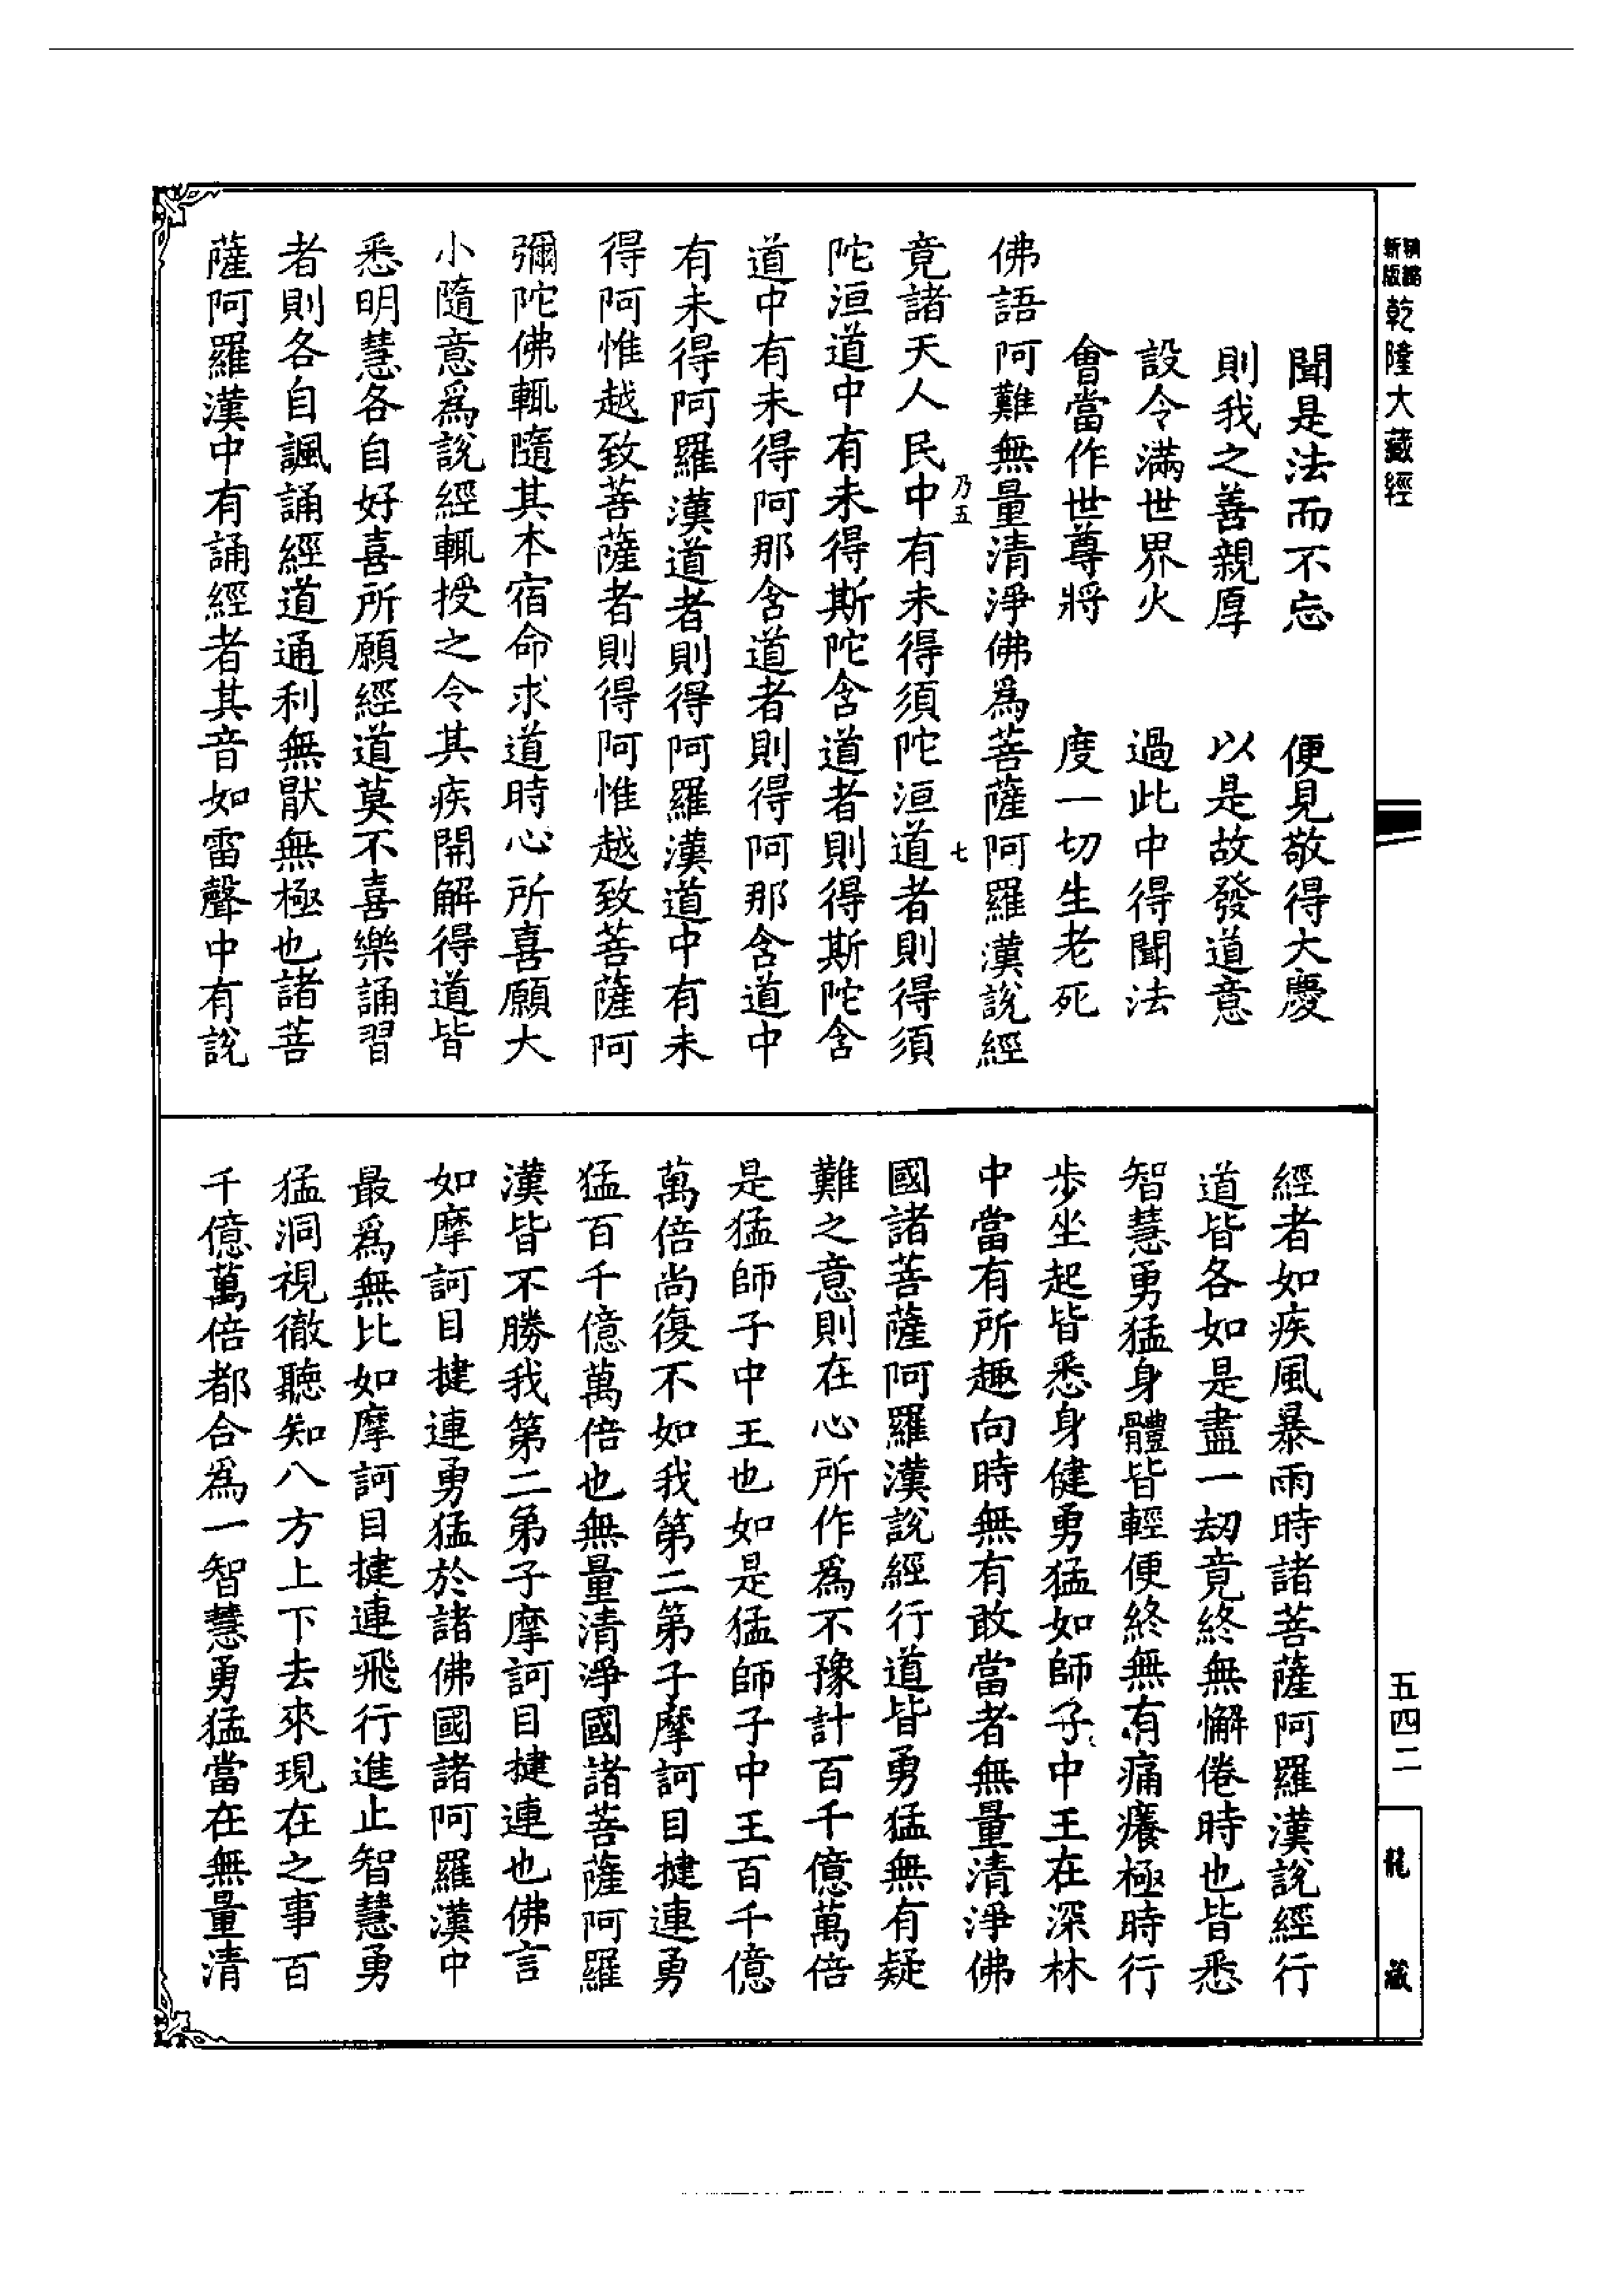 新版精縮乾隆大藏經
聞是法而不忘 便見敬得大慶
則我之善親厚 以是故發道意
設令滿世界火 過此中得聞法
會當作世尊將 度一切生老死
佛語阿難無量清淨佛爲菩薩阿羅漢說經
乃五 七
竟諸天人民中有未得須陀洹道者則得須
陀洹道中有未得斯陀含道者則得斯陀含
道中有未得阿那含道者則得阿那含道中
有未得阿羅漢道者則得阿羅漢道中有未
得阿惟越致菩薩者則得阿惟越致菩薩阿
彌陀佛輒隨其本宿命求道時心所喜願大
小隨意爲說經輒授之令其疾開解得道皆
悉明慧各自好喜所願經道莫不喜樂誦習
者則各自諷誦經道通利無厭無極也諸菩
薩阿羅漢中有誦經者其音如雷聲中有說
經者如疾風暴雨時諸菩薩阿羅漢說經行
道皆各如是盡一劫竟終無懈倦時也皆悉
智慧勇猛身體皆輕便終無有痛癢極時行
步坐起皆悉身健勇猛如師子中王在深林
中當有所趣向時無有敢當者無量清淨佛
國諸菩薩阿羅漢說經行道皆勇猛無有疑
難之意則在心所作爲不豫計百千億萬倍
是猛師子中王也如是猛師子中王百千億
萬倍尚復不如我第二第子摩訶目揵連勇
猛百千億萬倍也無量清淨國諸菩薩阿羅
漢皆不勝我第二弟子摩訶目揵連也佛言
如摩訶目揵連勇猛於諸佛國諸阿羅漢中
最爲無比如摩訶目揵連飛行進止智慧勇
猛洞視徹聽知八方上下去來現在之事百
千億萬倍都合爲一智慧勇猛當在無量清
五四二
龍藏